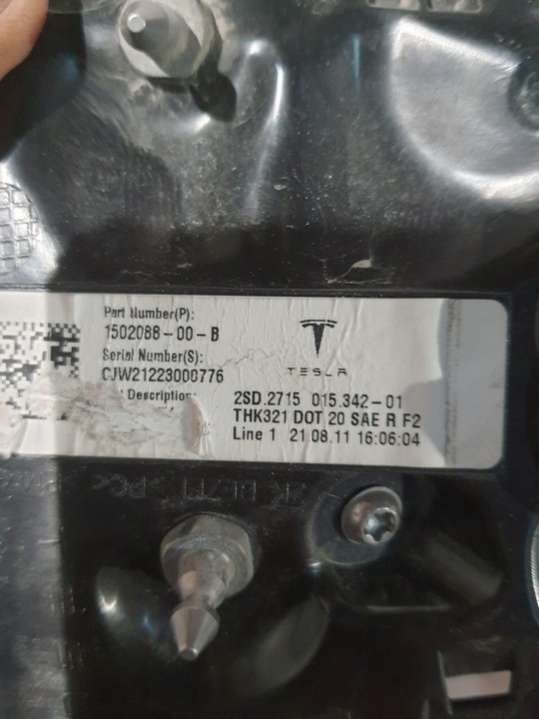 Part Number(P):
1502088-00-B
Serial Number(S):
CJW21223000776
Description:
TESLA
2SD.2715 015.342-01
THK321 DOT 20 SAE R F2
Line 1 21.08.11 16:06:04